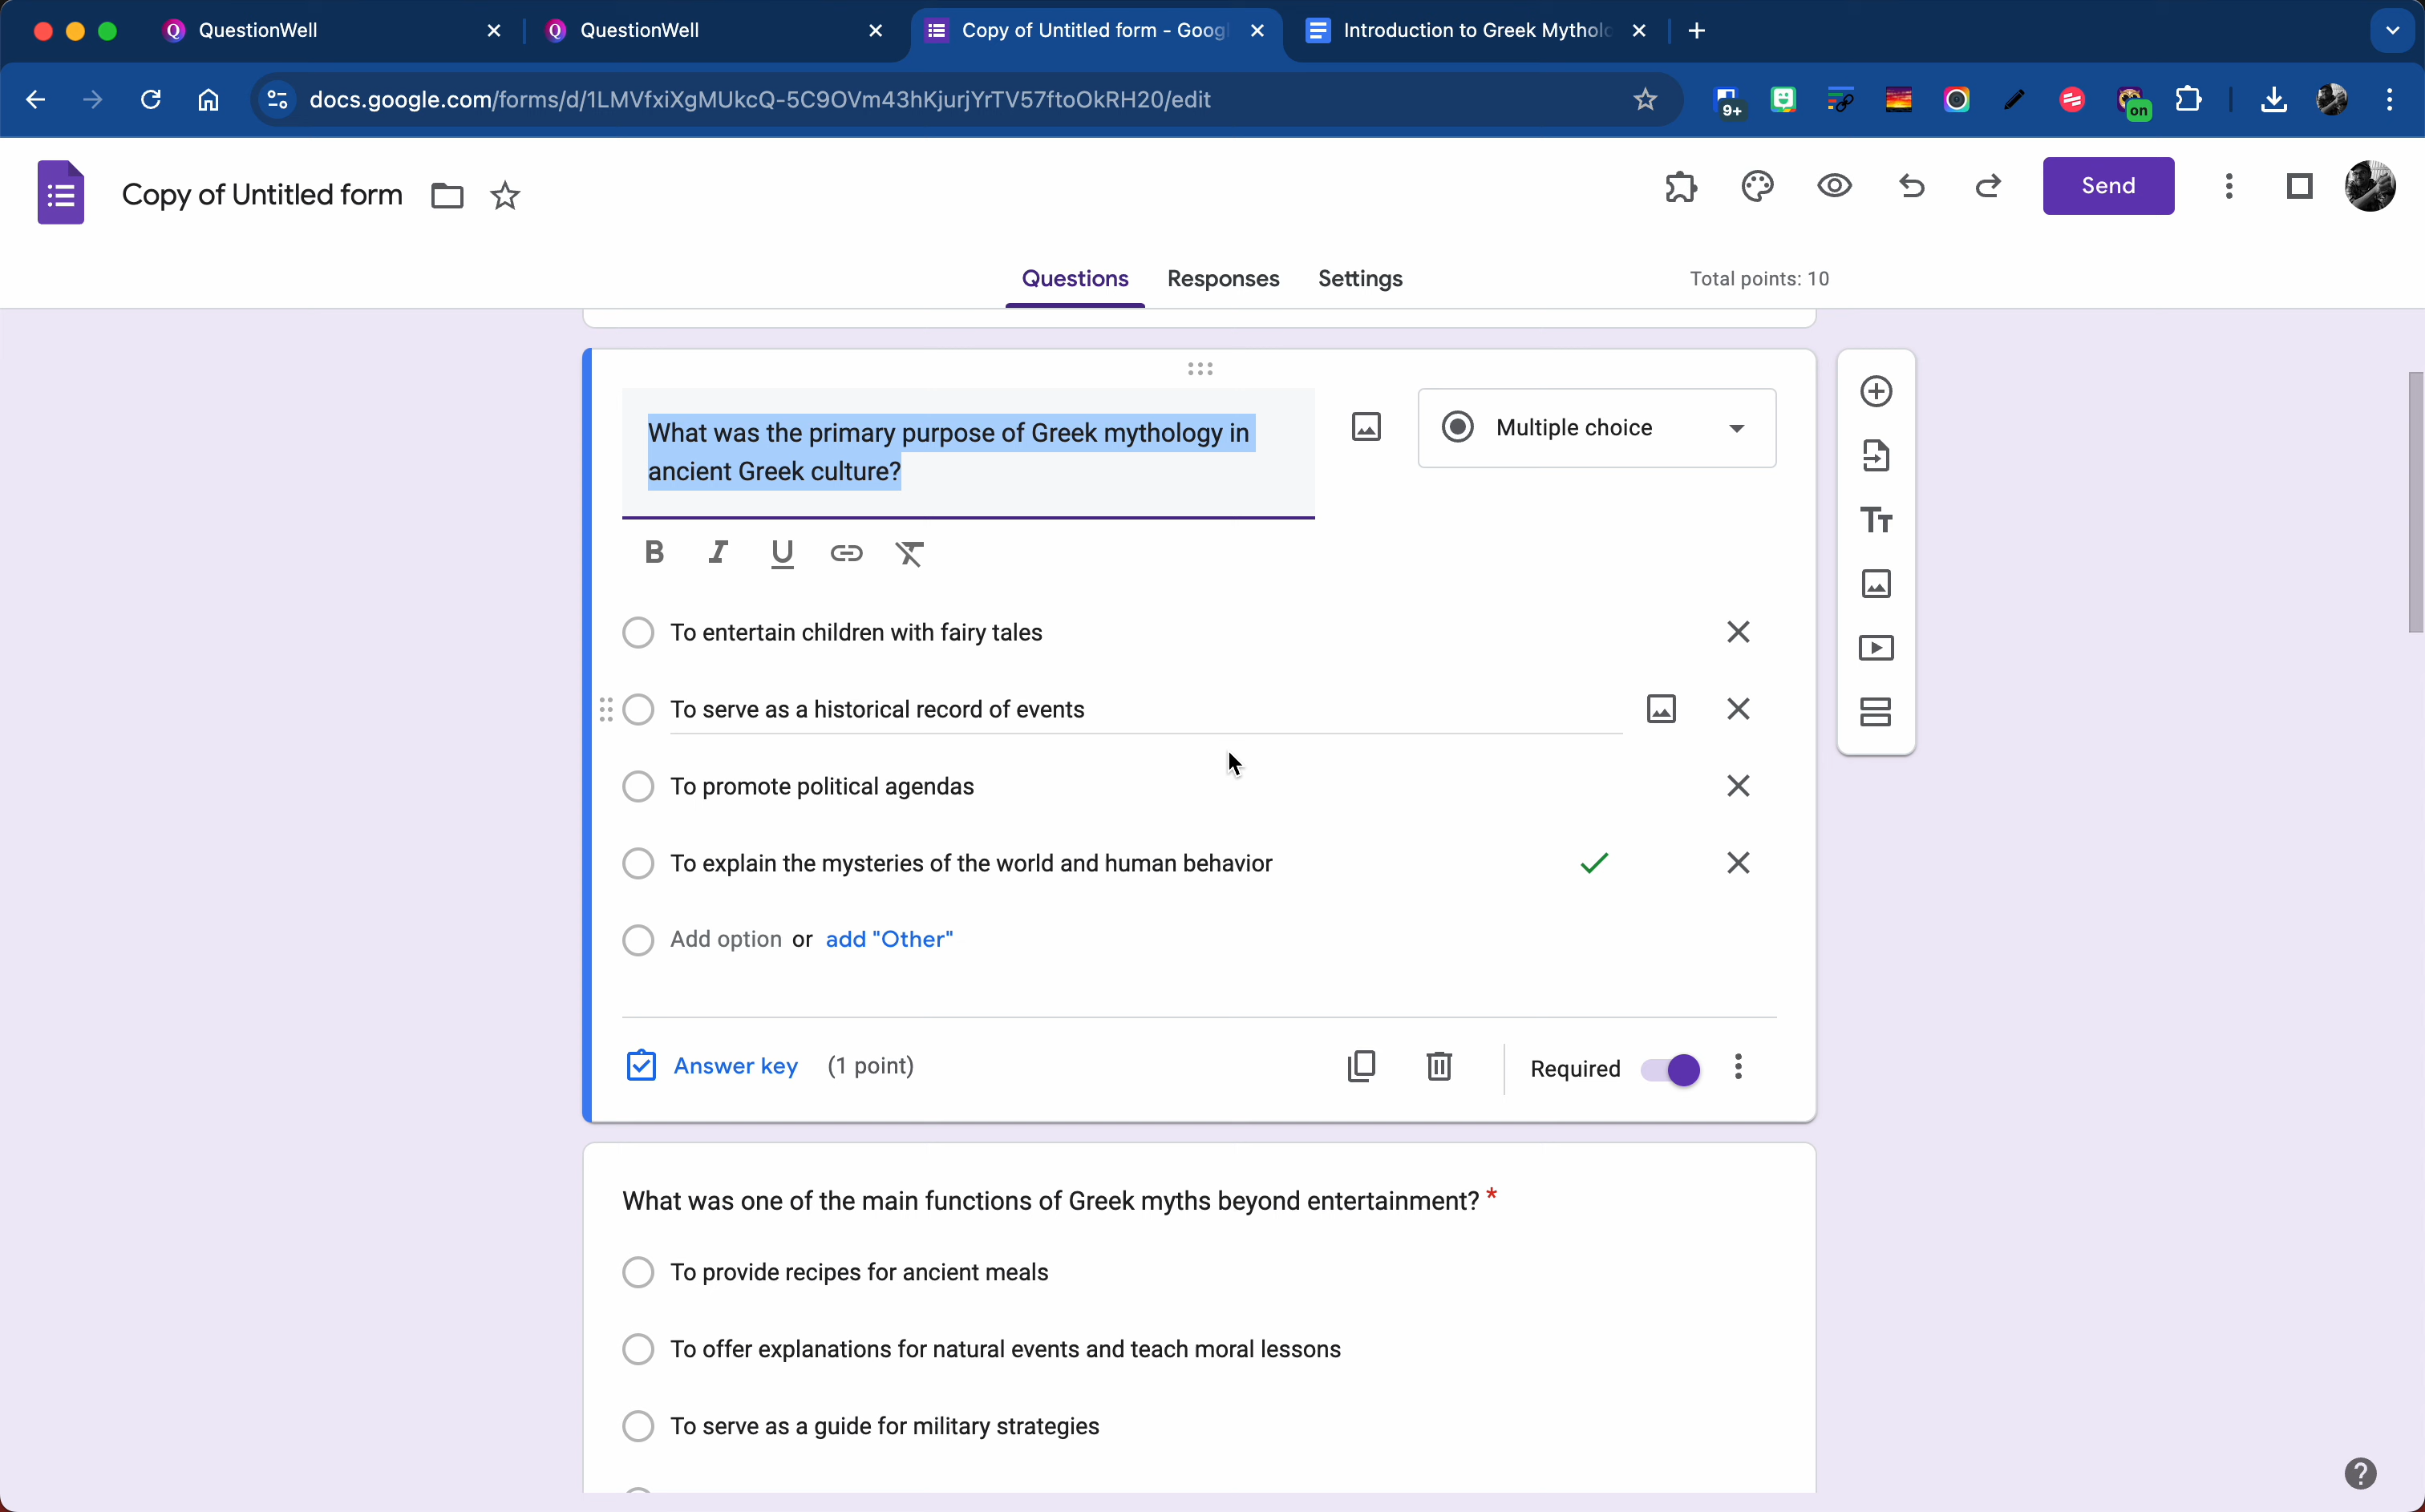 QuestionWell
QuestionWell
Copy of Untitled form - Goog
Introduction to Greek Mytholo
docs.google.com/forms/d/1LMVfxiXgMUkcQ-5C9OVm43hKjurjYrTV57ftoOkRH20/edit
9+
on
Copy of Untitled form
Send
Questions
Responses
Settings
Total points: 10
What was the primary purpose of Greek mythology in
ancient Greek culture?
Multiple choice
To entertain children with fairy tales
To serve as a historical record of events
To promote political agendas
To explain the mysteries of the world and human behavior
Add option or add "Other"
Answer key (1 point)
Required
What was one of the main functions of Greek myths beyond entertainment? *
To provide recipes for ancient meals
To offer explanations for natural events and teach moral lessons
To serve as a guide for military strategies